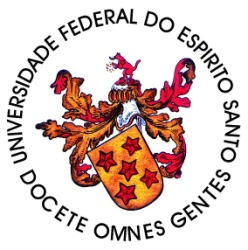 UNIVERSIDADE FEDERAL DO ESPIRITO SANTO
DOCETE OMNES GENTES